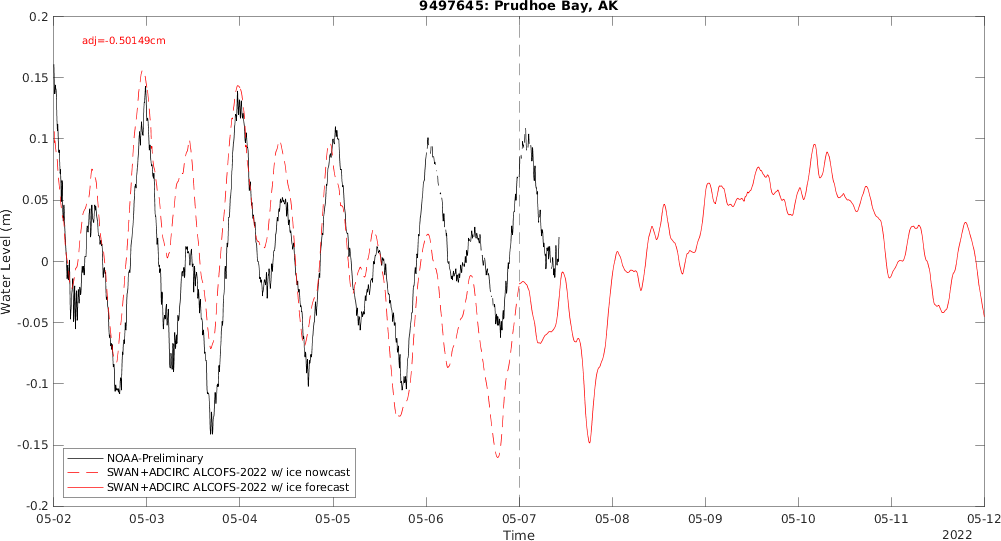 9497645: Prudhoe Bay, AK
adj=-0.50149cm
0.2
0.15
0.1
0.05
0
-0.05
-0.1
-0.15
-0.2
Water Level (m)
NOAA-Preliminary
SWAN+ADCIRC ALCOFS-2022 w/ ice nowcast
SWAN+ADCIRC ALCOFS-2022 w/ ice forecast
05-02 05-03 05-04 05-05 05-06 05-07 05-08 05-09 05-10 05-11 05-12
Time
2022